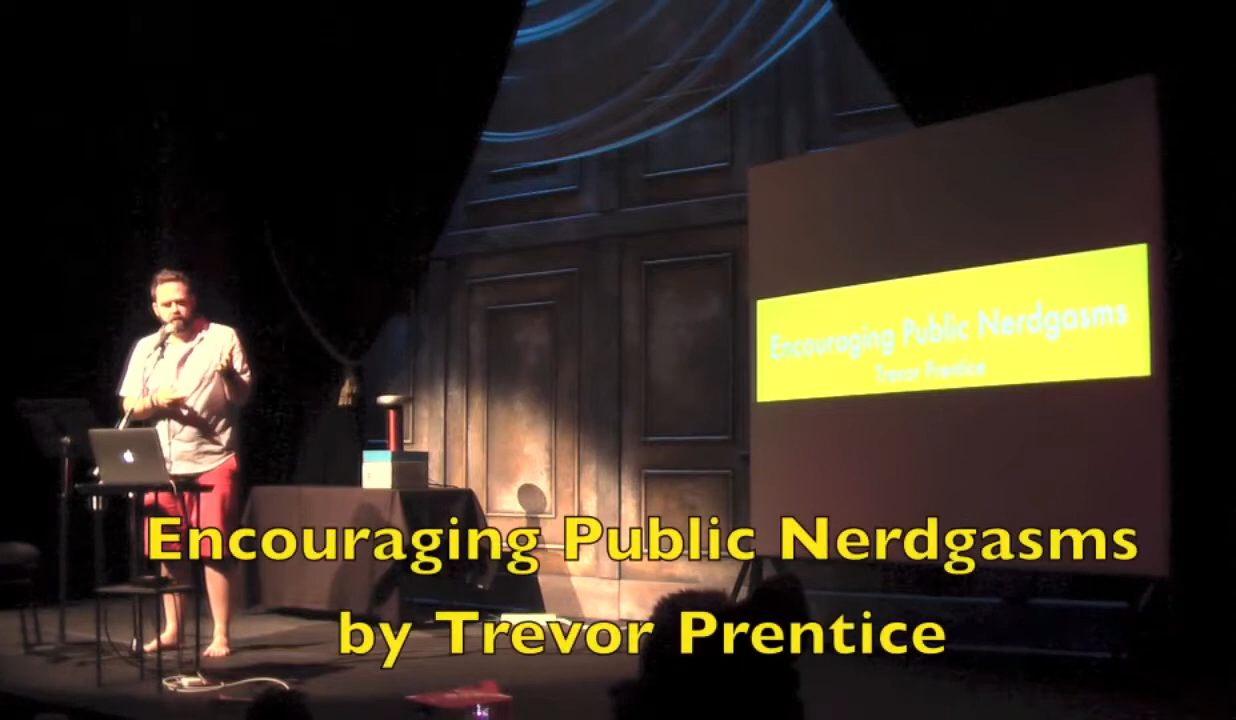 Encouraging Public Nerdgasms
Trevor Prentice
Encouraging Public Nerdgasms
by Trevor Prentice